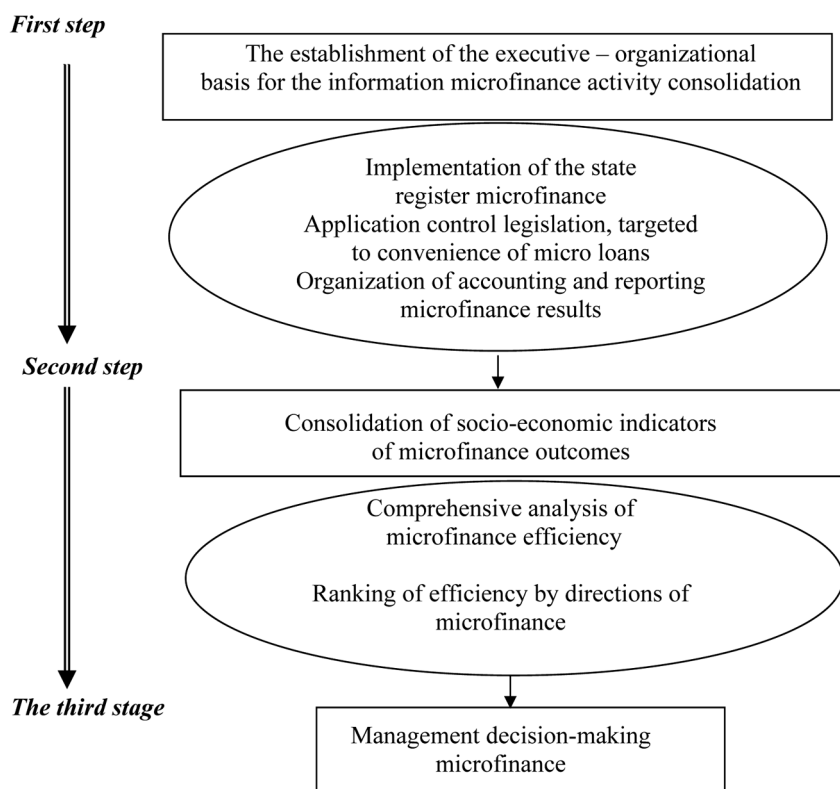 First step
The establishment of the executive – organizational
basis for the information microfinance activity consolidation
Implementation of the state
register microfinance
Application control legislation, targeted
to convenience of micro loans
Organization of accounting and reporting
microfinance results
Second step
Consolidation of socio-economic indicators
of microfinance outcomes
Comprehensive analysis of
microfinance efficiency
Ranking of efficiency by directions of
microfinance
The third stage
Management decision-making
microfinance